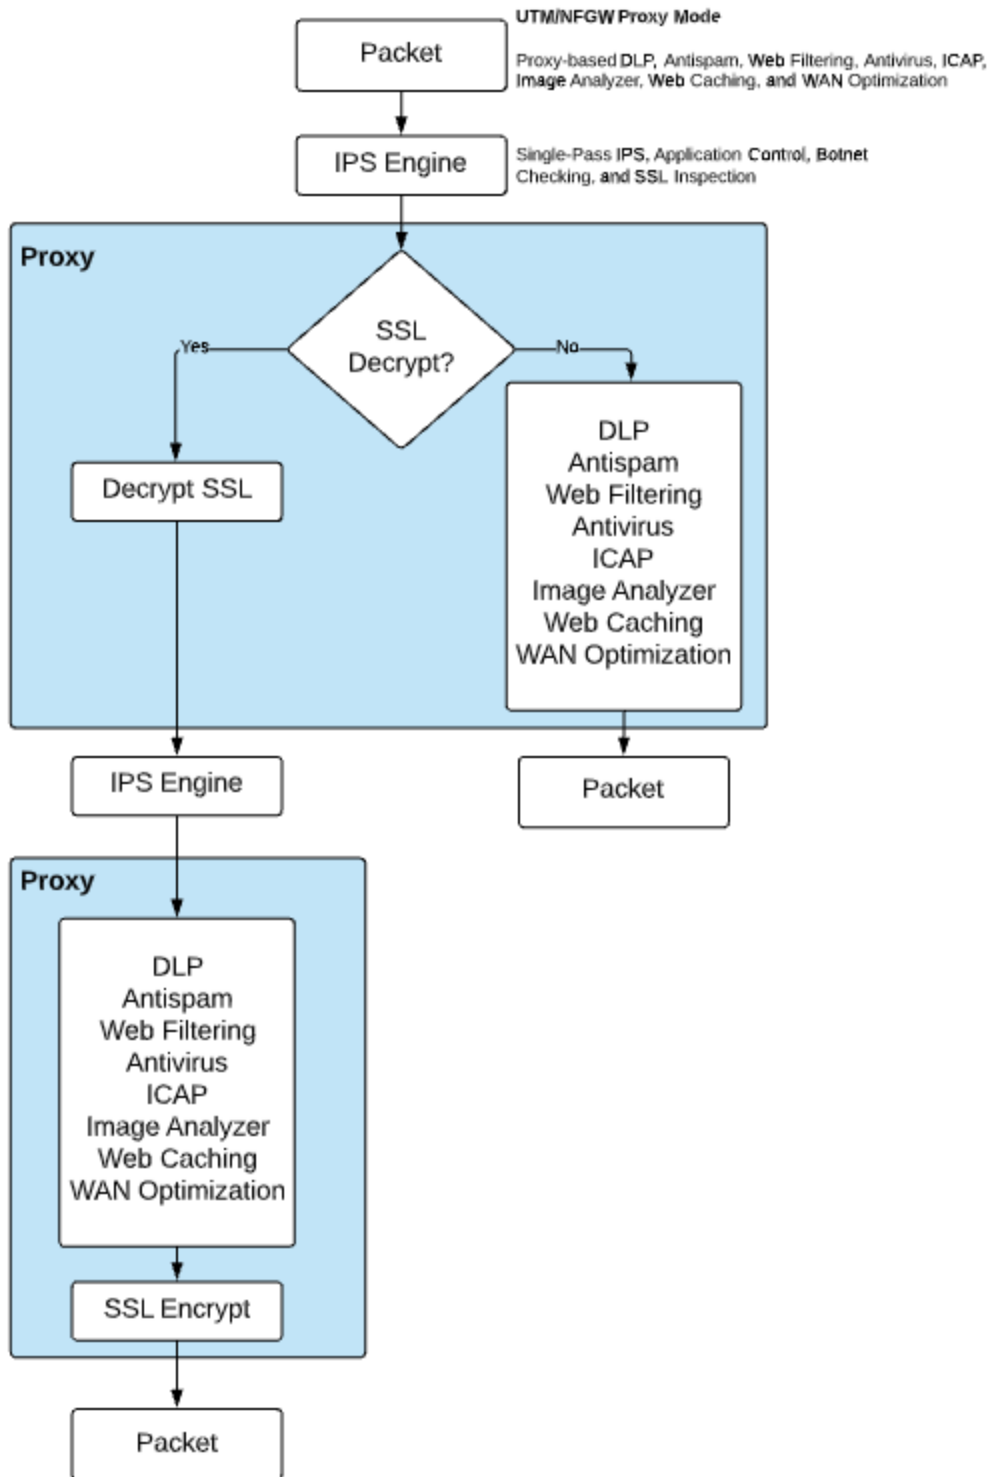 Packet
UTM/NFGW Proxy Mode
Proxy-based DLP, Antispam, Web Filtering, Antivirus, ICAP,
Image Analyzer, Web Caching, and WAN Optimization
IPS Engine
Single-Pass IPS, Application Control, Botnet
Checking, and SSL Inspection
Proxy
SSL
Decrypt?
Yes
No
Decrypt SSL
DLP
Antispam
Web Filtering
Antivirus
ICAP
Image Analyzer
Web Caching
WAN Optimization
IPS Engine
Packet
Proxy
DLP
Antispam
Web Filtering
Antivirus
ICAP
Image Analyzer
Web Caching
WAN Optimization
SSL Encrypt
Packet